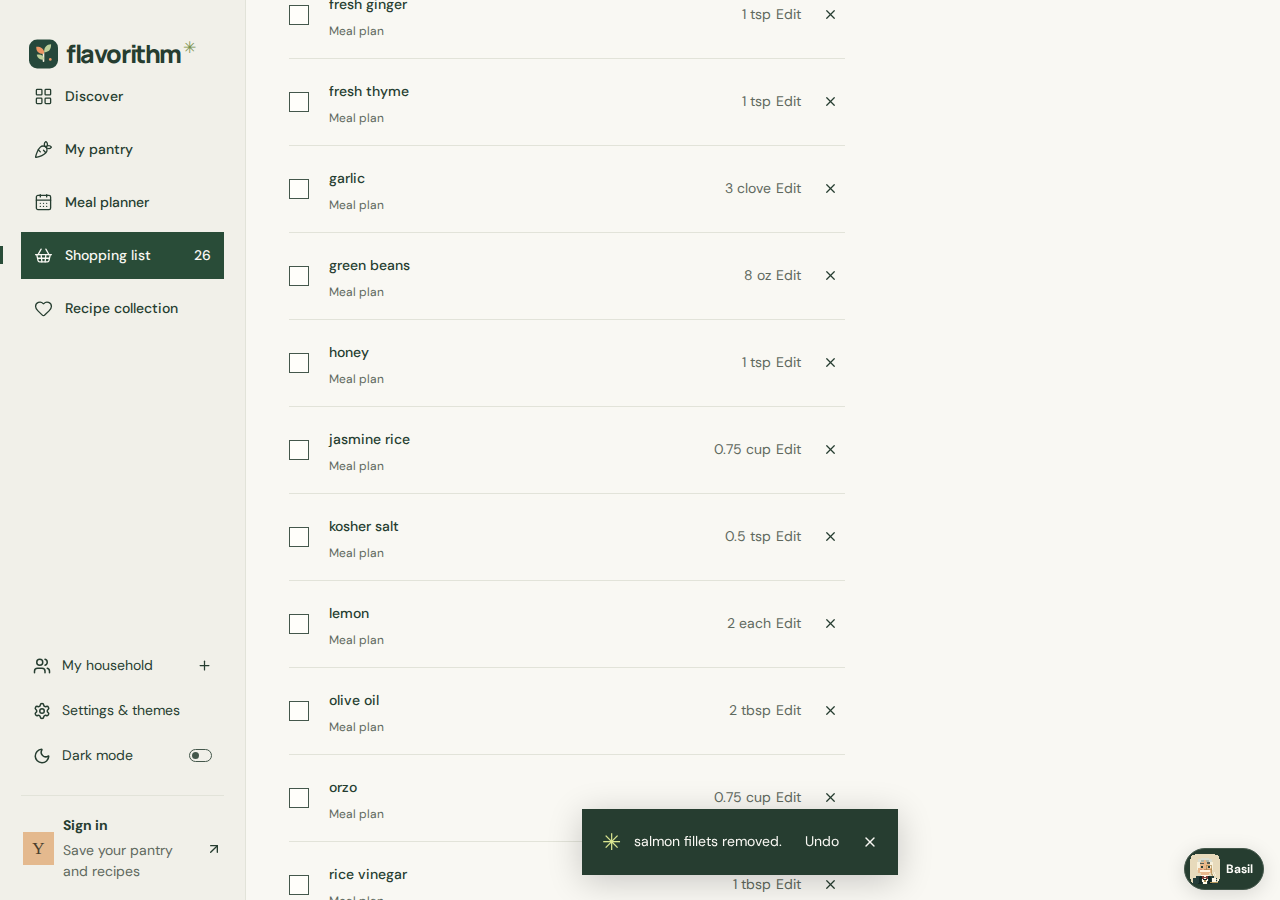 flavorithm
Discover
My pantry
Meal planner
Shopping list 26
Recipe collection
My household
Settings & themes
Dark mode
Y
Sign in
Save your pantry
and recipes
fresh ginger
1 tsp Edit
Meal plan
fresh thyme
1 tsp Edit
Meal plan
garlic
3 clove Edit
Meal plan
green beans
8 oz Edit
Meal plan
honey
1 tsp Edit
Meal plan
jasmine rice
0.75 cup Edit
Meal plan
kosher salt
0.5 tsp Edit
Meal plan
lemon
2 each Edit
Meal plan
olive oil
2 tbsp Edit
Meal plan
orzo
0.75 cup Edit
Meal plan
rice vinegar
1 tbsp Edit
Meal plan
salmon fillets removed. Undo
Basil